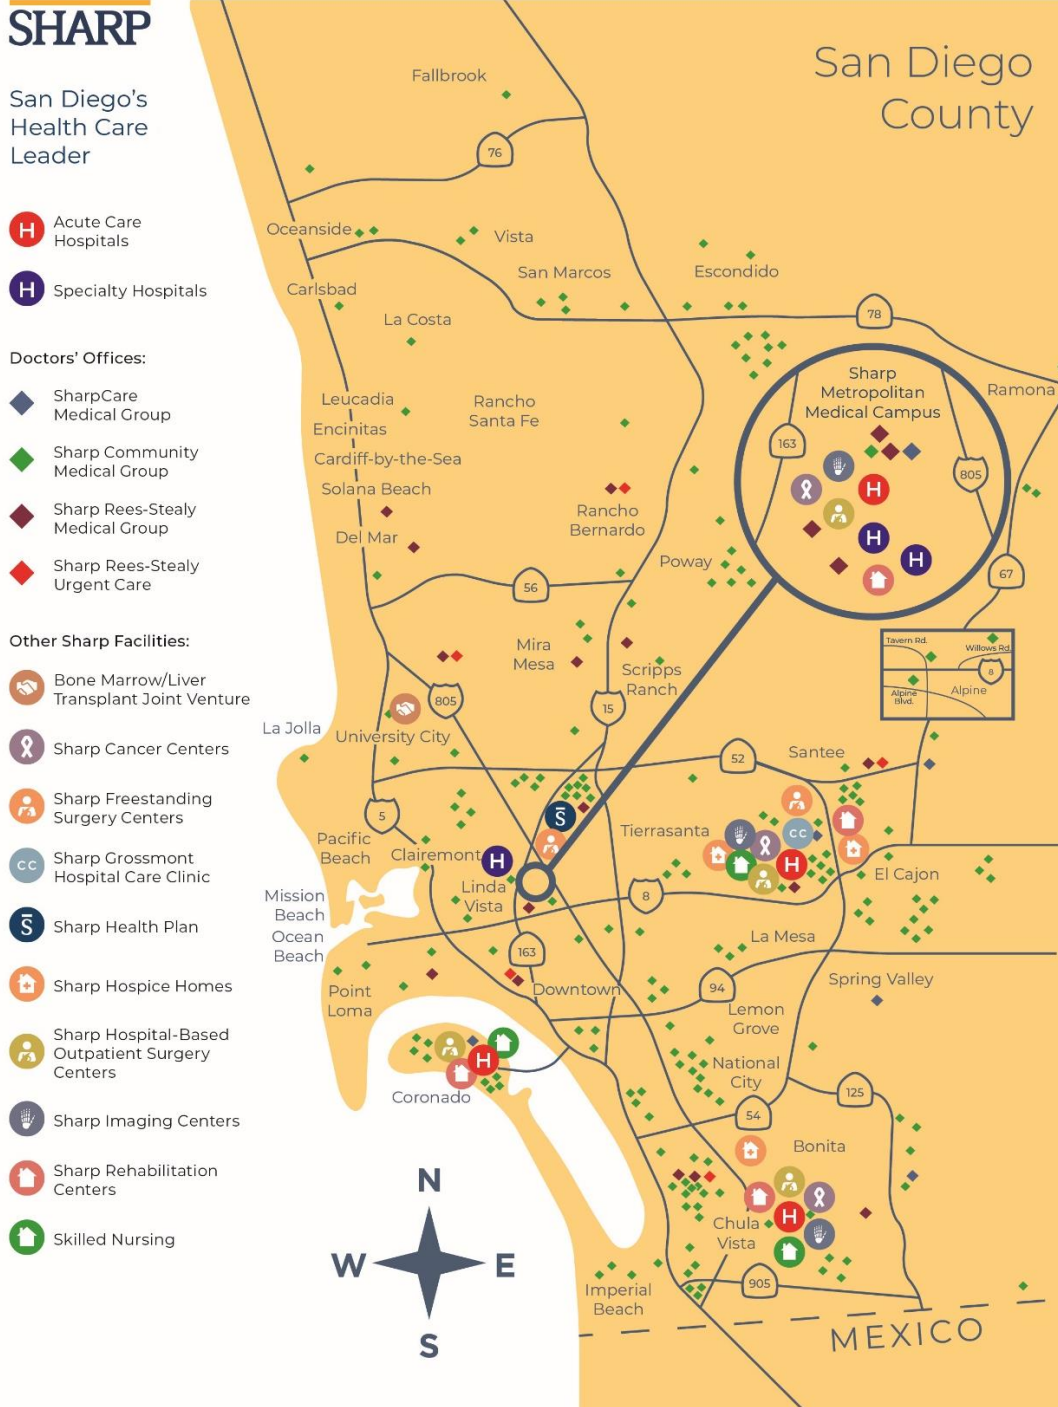 SHARP
San Diego's
Health Care
Leader
H
Acute Care
Hospitals
H
Specialty Hospitals
Doctors' Offices:
SharpCare
Medical Group
Sharp Community
Medical Group
Sharp Rees-Stealy
Medical Group
Sharp Rees-Stealy
Urgent Care
Other Sharp Facilities:
Bone Marrow/Liver
Transplant Joint Venture
Sharp Cancer Centers
Sharp Freestanding
Surgery Centers
CC
Sharp Grossmont
Hospital Care Clinic
S
Sharp Health Plan
Sharp Hospice Homes
Sharp Hospital-Based
Outpatient Surgery
Centers
Sharp Imaging Centers
Sharp Rehabilitation
Centers
Skilled Nursing
San Diego
County
Fallbrook
76
Oceanside
Vista
San Marcos
Escondido
Carlsbad
La Costa
78
Ramona
Leucadia
Encinitas
Rancho
Santa Fe
Cardiff-by-the-Sea
Solana Beach
Del Mar
Rancho
Bernardo
Poway
56
Sharp
Metropolitan
Medical Campus
163
805
H
H
H
67
Tavern Rd.
Willows Rd.
8
Alpine
Blvd.
Alpine
Mira
Mesa
Scripps
Ranch
805
15
La Jolla
University City
52
Santee
5
S
Pacific
Beach
Clairemont
H
Tierrasanta
CC
H
Linda
Vista
8
El Cajon
Mission
Beach
Ocean
Beach
163
La Mesa
Point
Loma
Downtown
94
Spring Valley
Lemon
Grove
H
Coronado
National
City
125
54
Bonita
H
Chula
Vista
905
Imperial
Beach
MEXICO
N
W
E
S